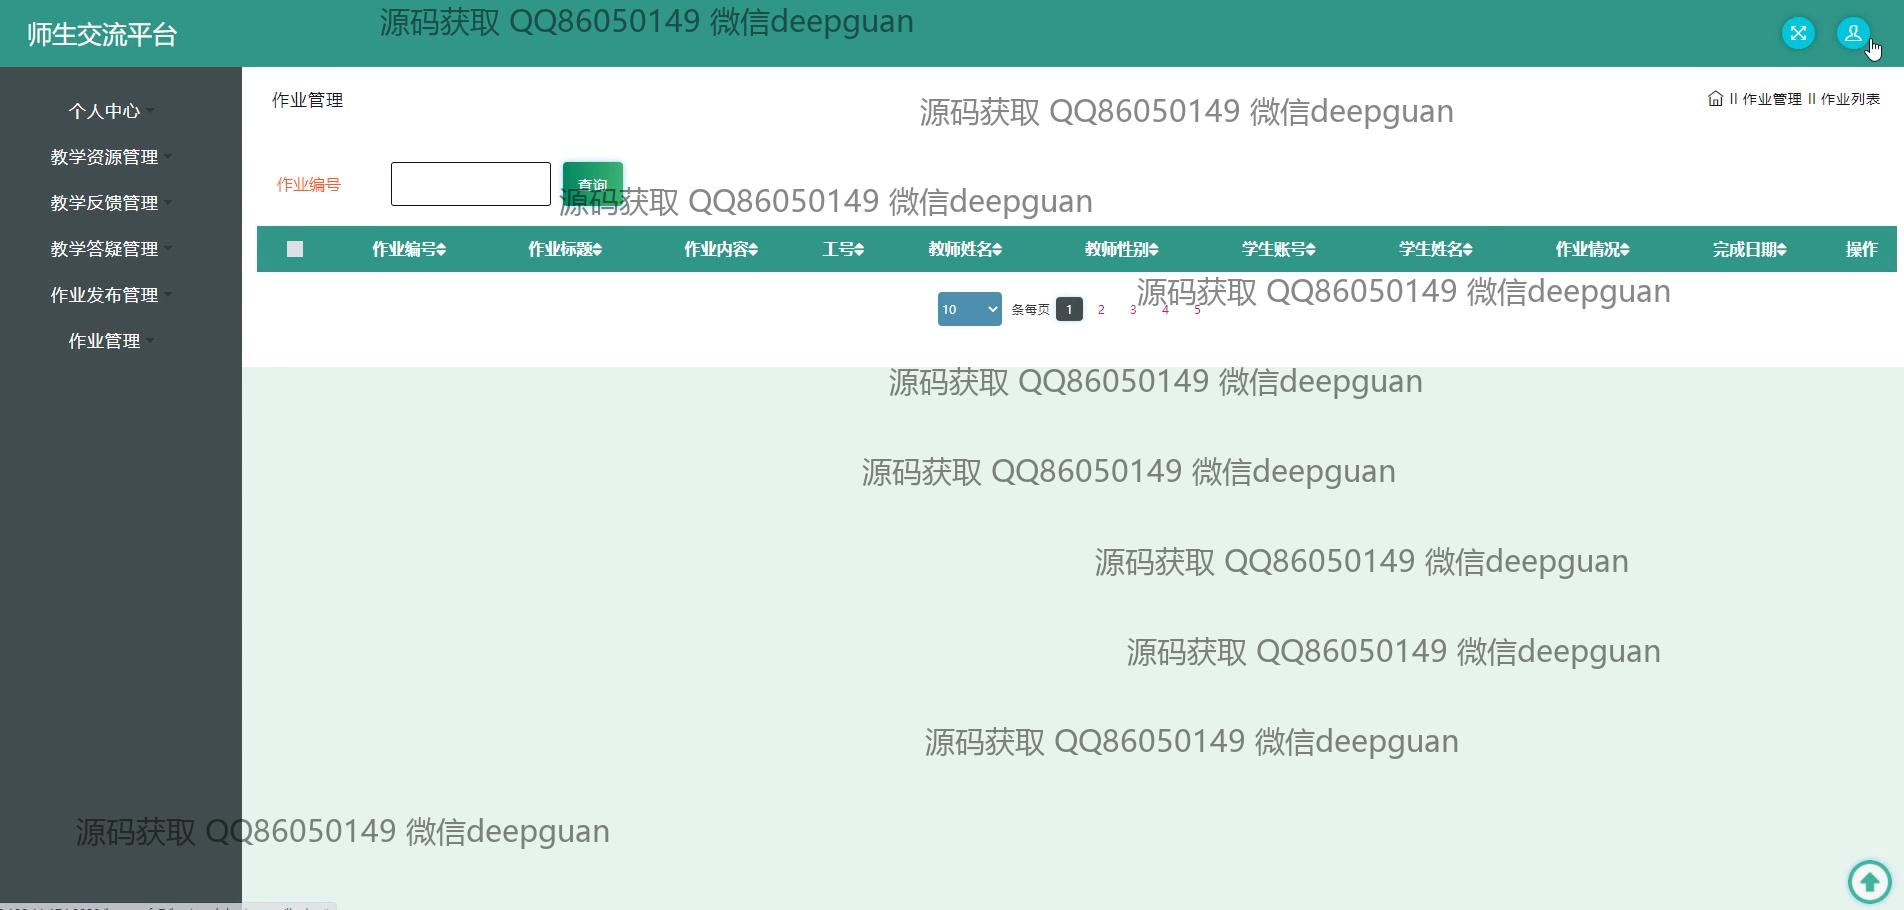 师生交流平台
源码获取 QQ86050149 微信deepguan
个人中心
教学资源管理
教学反馈管理
教学答疑管理
作业发布管理
作业管理
作业管理
源码获取 QQ86050149 微信deepguan
作业管理 作业列表
作业编号
查询
源码获取 QQ86050149 微信deepguan
作业编号 作业标题 作业内容 工号 教师姓名 教师性别 学生账号 学生姓名 作业情况 完成日期 操作
源码获取 QQ86050149 微信deepguan
10 条每页 1 2 3 4 5
源码获取 QQ86050149 微信deepguan
源码获取 QQ86050149 微信deepguan
源码获取 QQ86050149 微信deepguan
源码获取 QQ86050149 微信deepguan
源码获取 QQ86050149 微信deepguan
源码获取 QQ86050149 微信deepguan